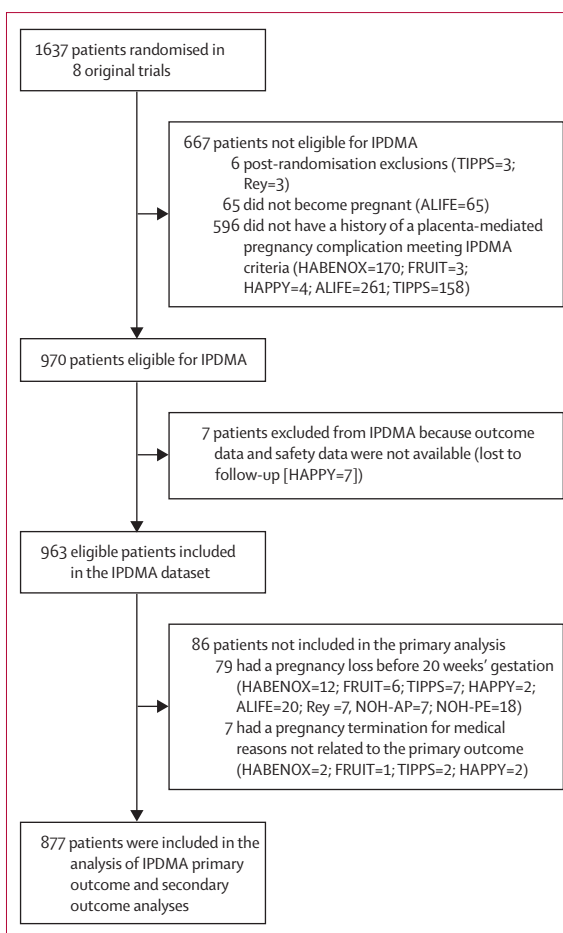 1637 patients randomised in
8 original trials
667 patients not eligible for IPDMA
6 post-randomisation exclusions (TIPPS=3;
Rey=3)
65 did not become pregnant (ALIFE=65)
596 did not have a history of a placenta-mediated
pregnancy complication meeting IPDMA
criteria (HABENOX=170; FRUIT=3;
HAPPY=4; ALIFE=261; TIPPS=158)
970 patients eligible for IPDMA
7 patients excluded from IPDMA because outcome
data and safety data were not available (lost to
follow-up [HAPPY=7])
963 eligible patients included
in the IPDMA dataset
86 patients not included in the primary analysis
79 had a pregnancy loss before 20 weeks' gestation
(HABENOX=12; FRUIT=6; TIPPS=7; HAPPY=2;
ALIFE=20; Rey =7, NOH-AP=7; NOH-PE=18)
7 had a pregnancy termination for medical
reasons not related to the primary outcome
(HABENOX=2; FRUIT=1; TIPPS=2; HAPPY=2)
877 patients were included in the
analysis of IPDMA primary
outcome and secondary
outcome analyses